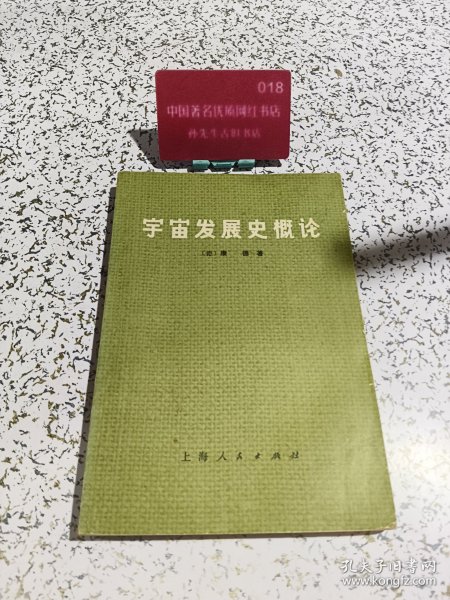 018
中国著名优质网红书店
孙先生古旧书店
宇宙发展史概论
〔德〕康 德 著
上海人民出版社
孔夫子旧书网
www.kongfz.com